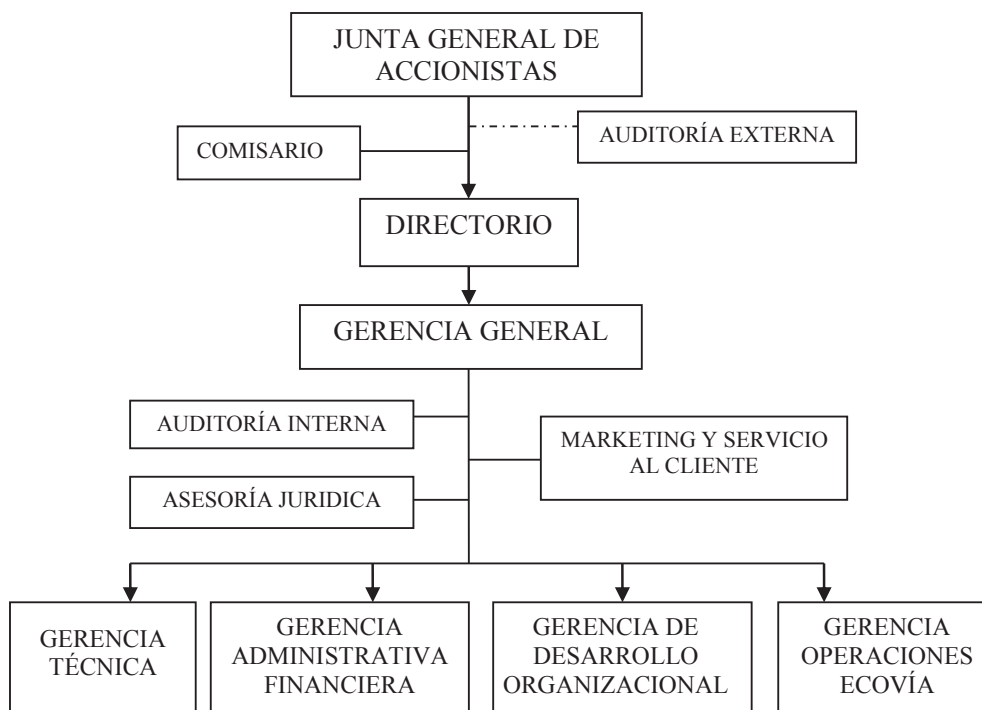 JUNTA GENERAL DE
ACCIONISTAS
AUDITORÍA EXTERNA
COMISARIO
DIRECTORIO
GERENCIA GENERAL
AUDITORÍA INTERNA
MARKETING Y SERVICIO
AL CLIENTE
ASESORÍA JURIDICA
GERENCIA
TÉCNICA
GERENCIA
ADMINISTRATIVA
FINANCIERA
GERENCIA DE
DESARROLLO
ORGANIZACIONAL
GERENCIA
OPERACIONES
ECOVÍA